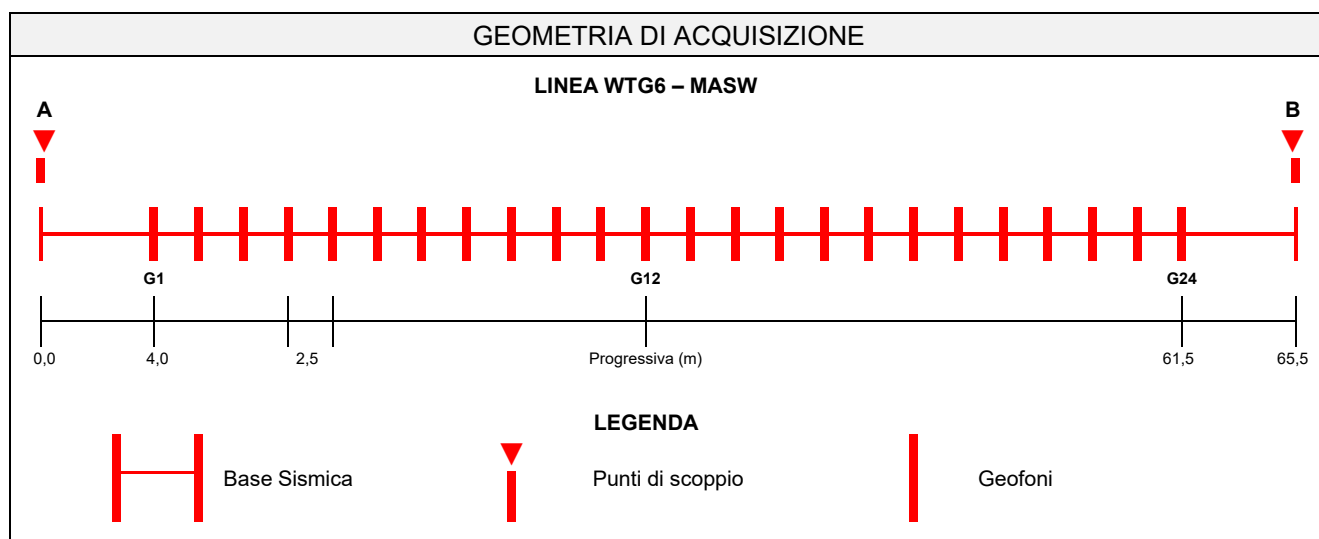 GEOMETRIA DI ACQUISIZIONE
LINEA WTG6 – MASW
A B
G1 G12 G24
0,0 4,0 2,5 Progressiva (m) 61,5 65,5
LEGENDA
Base Sismica Punti di scoppio Geofoni